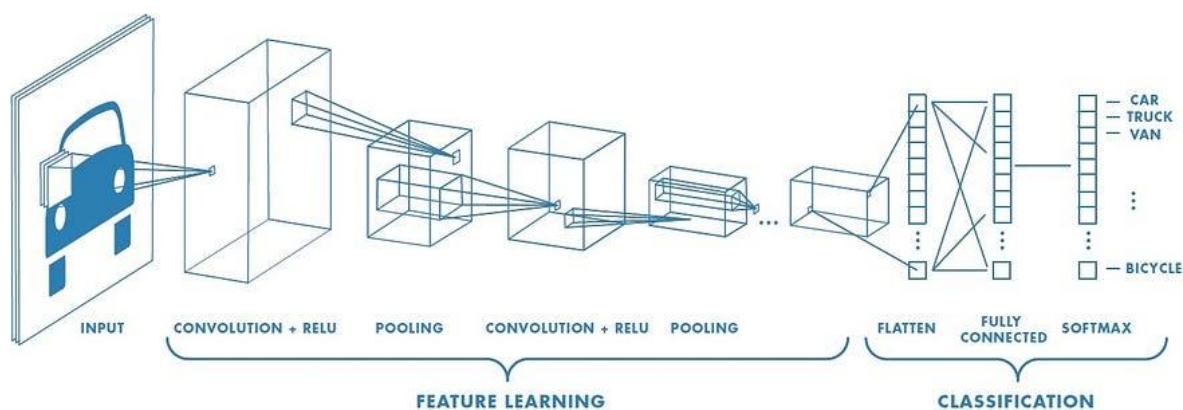 CAR
TRUCK
VAN
BICYCLE
INPUT
CONVOLUTION + RELU
POOLING
CONVOLUTION + RELU
POOLING
FLATTEN
FULLY
CONNECTED
SOFTMAX
FEATURE LEARNING
CLASSIFICATION